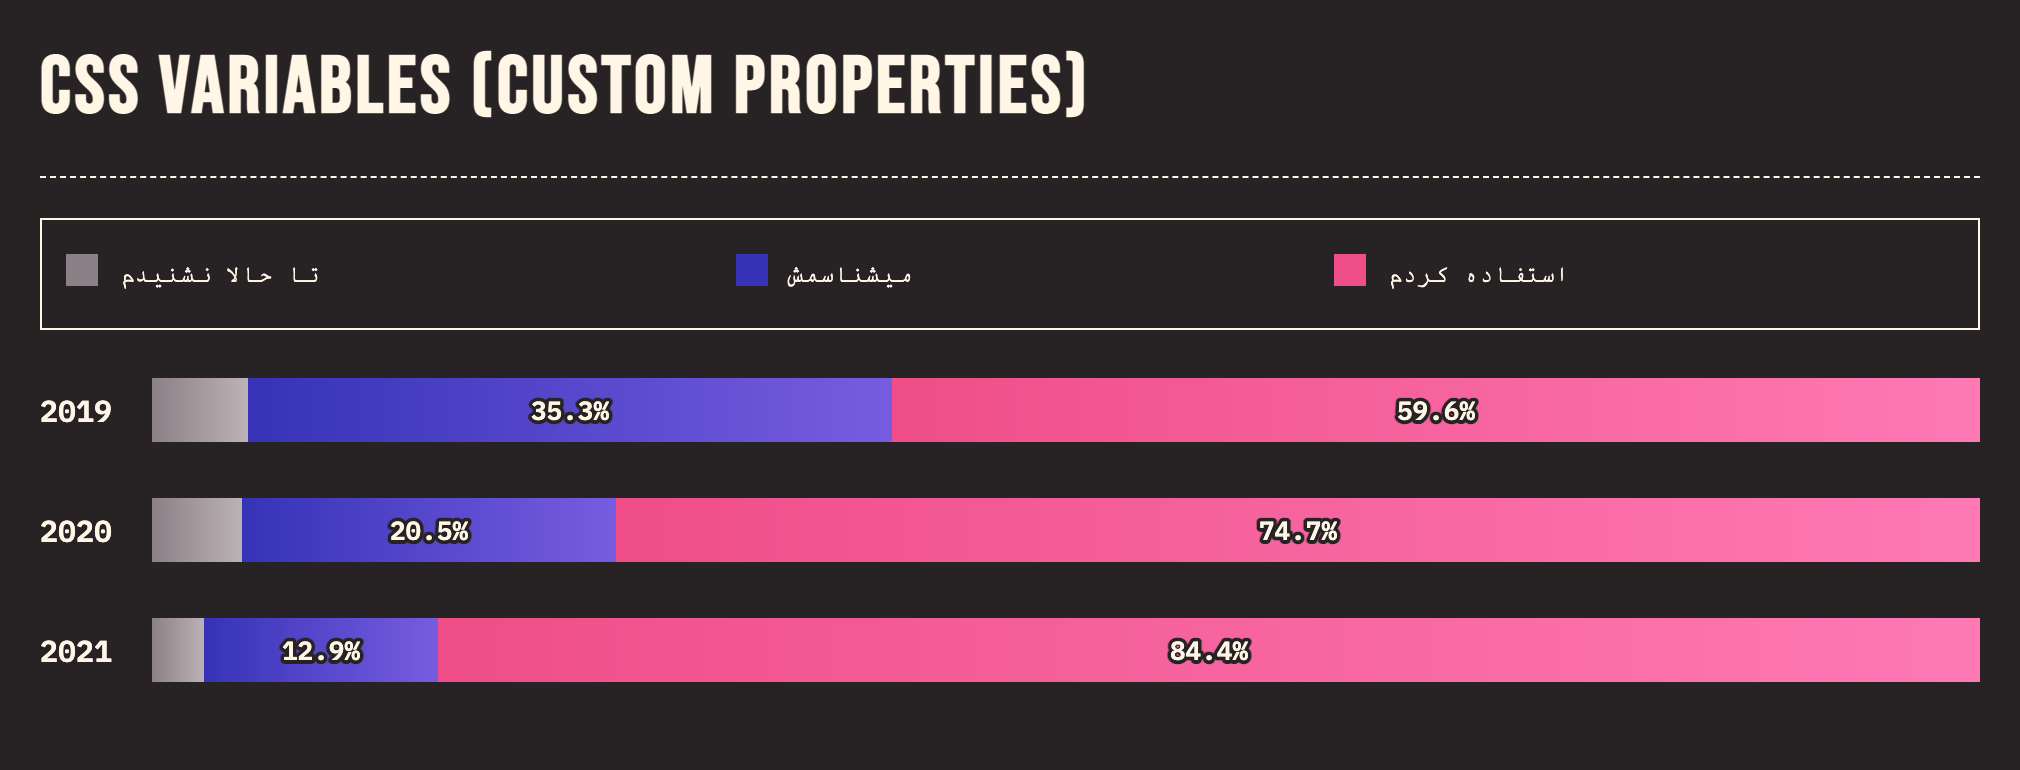 CSS VARIABLES (CUSTOM PROPERTIES)
تا حالا نشنیدم
میشناسمش
استفاده کردم
2019 35.3% 59.6%
2020 20.5% 74.7%
2021 12.9% 84.4%